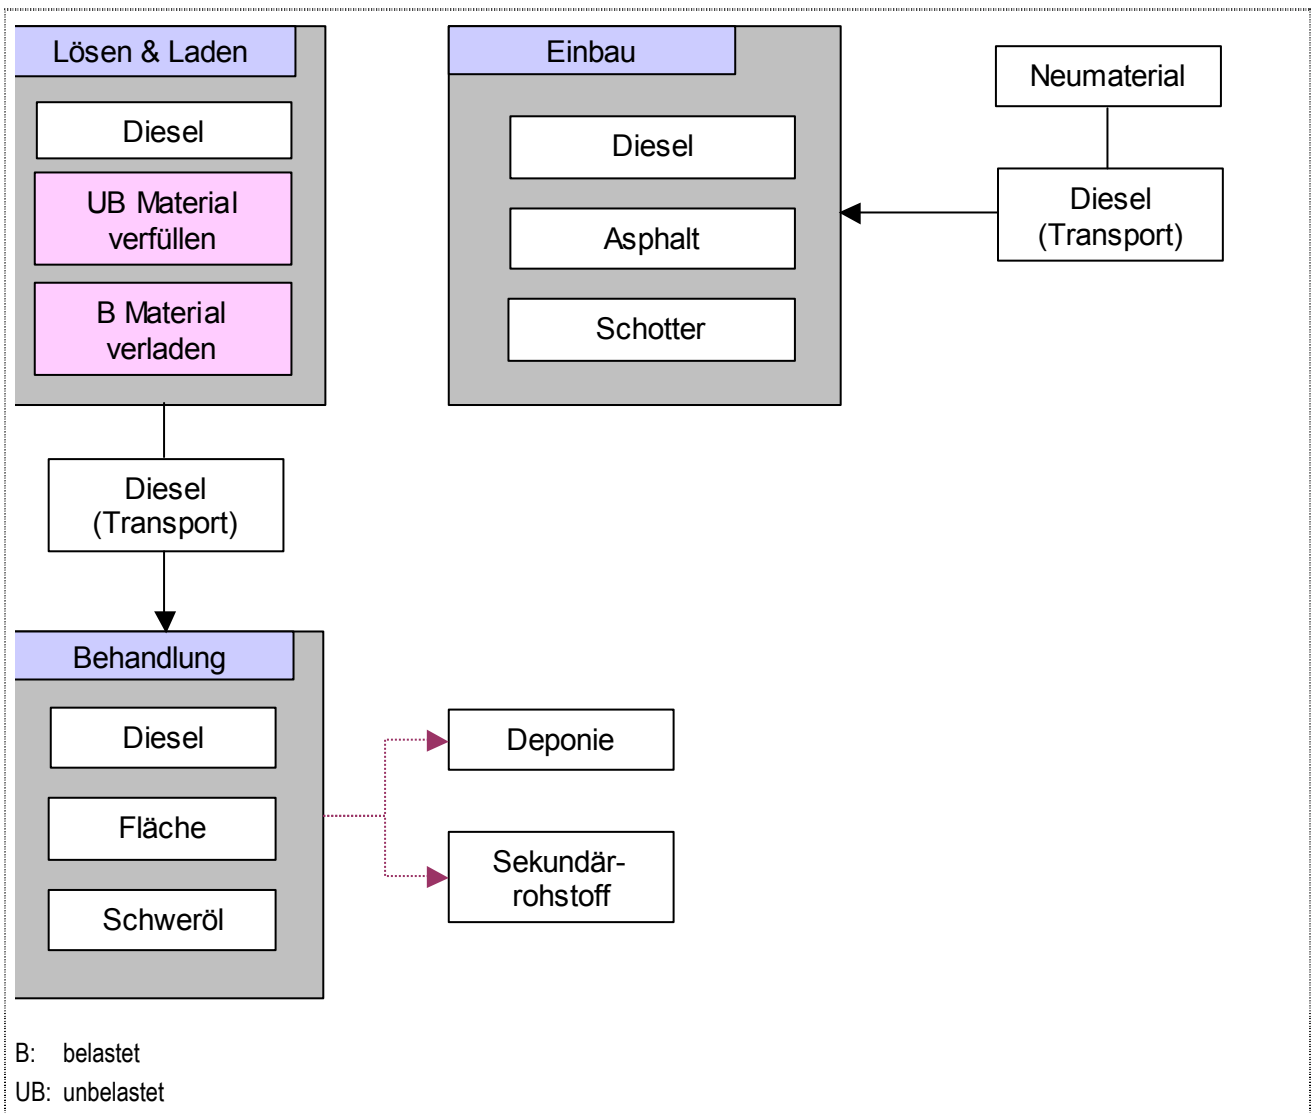 Lösen & Laden
Diesel
UB Material
verfüllen
B Material
verladen
Einbau
Diesel
Asphalt
Schotter
Neumaterial
Diesel
(Transport)
Diesel
(Transport)
Behandlung
Diesel
Fläche
Schweröl
Deponie
Sekundär-
rohstoff
B: belastet
UB: unbelastet